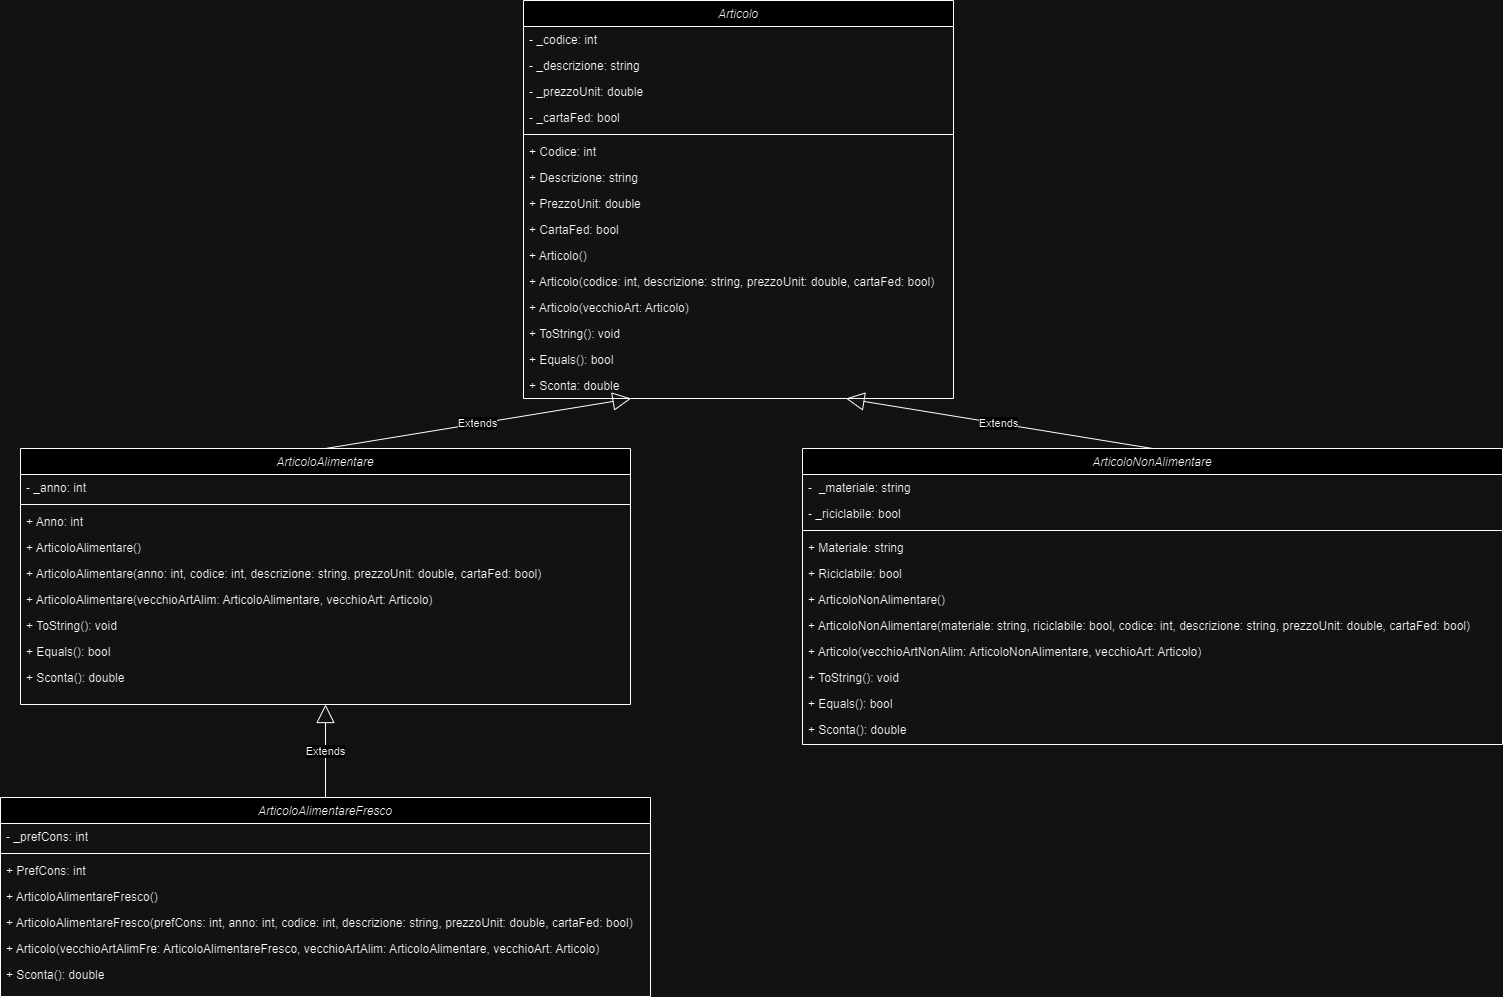 Articolo
- _codice: int
- _descrizione: string
- _prezzoUnit: double
- _cartaFed: bool
+ Codice: int
+ Descrizione: string
+ PrezzoUnit: double
+ CartaFed: bool
+ Articolo()
+ Articolo(codice: int, descrizione: string, prezzoUnit: double, cartaFed: bool)
+ Articolo(vecchioArt: Articolo)
+ ToString(): void
+ Equals(): bool
+ Sconta: double
Extends
Extends
ArticoloAlimentare
- _anno: int
+ Anno: int
+ ArticoloAlimentare()
+ ArticoloAlimentare(anno: int, codice: int, descrizione: string, prezzoUnit: double, cartaFed: bool)
+ ArticoloAlimentare(vecchioArtAlim: ArticoloAlimentare, vecchioArt: Articolo)
+ ToString(): void
+ Equals(): bool
+ Sconta(): double
ArticoloNonAlimentare
- _materiale: string
- _riciclabile: bool
+ Materiale: string
+ Riciclabile: bool
+ ArticoloNonAlimentare()
+ ArticoloNonAlimentare(materiale: string, riciclabile: bool, codice: int, descrizione: string, prezzoUnit: double, cartaFed: bool)
+ Articolo(vecchioArtNonAlim: ArticoloNonAlimentare, vecchioArt: Articolo)
+ ToString(): void
+ Equals(): bool
+ Sconta(): double
Extends
ArticoloAlimentareFresco
- _prefCons: int
+ PrefCons: int
+ ArticoloAlimentareFresco()
+ ArticoloAlimentareFresco(prefCons: int, anno: int, codice: int, descrizione: string, prezzoUnit: double, cartaFed: bool)
+ Articolo(vecchioArtAlimFre: ArticoloAlimentareFresco, vecchioArtAlim: ArticoloAlimentare, vecchioArt: Articolo)
+ Sconta(): double